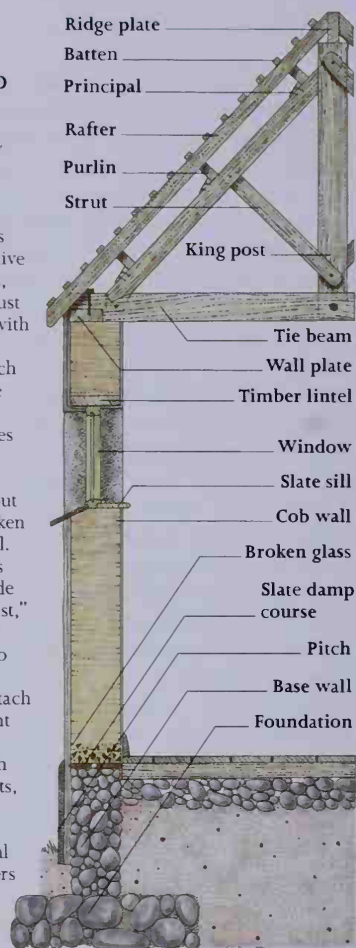 Ridge plate
Batten
Principal
Rafter
Purlin
Strut
King post
with
Tie beam
Wall plate
Timber lintel
Window
Slate sill
Cob wall
Broken glass
Slate damp
course
Pitch
Base wall
Foundation